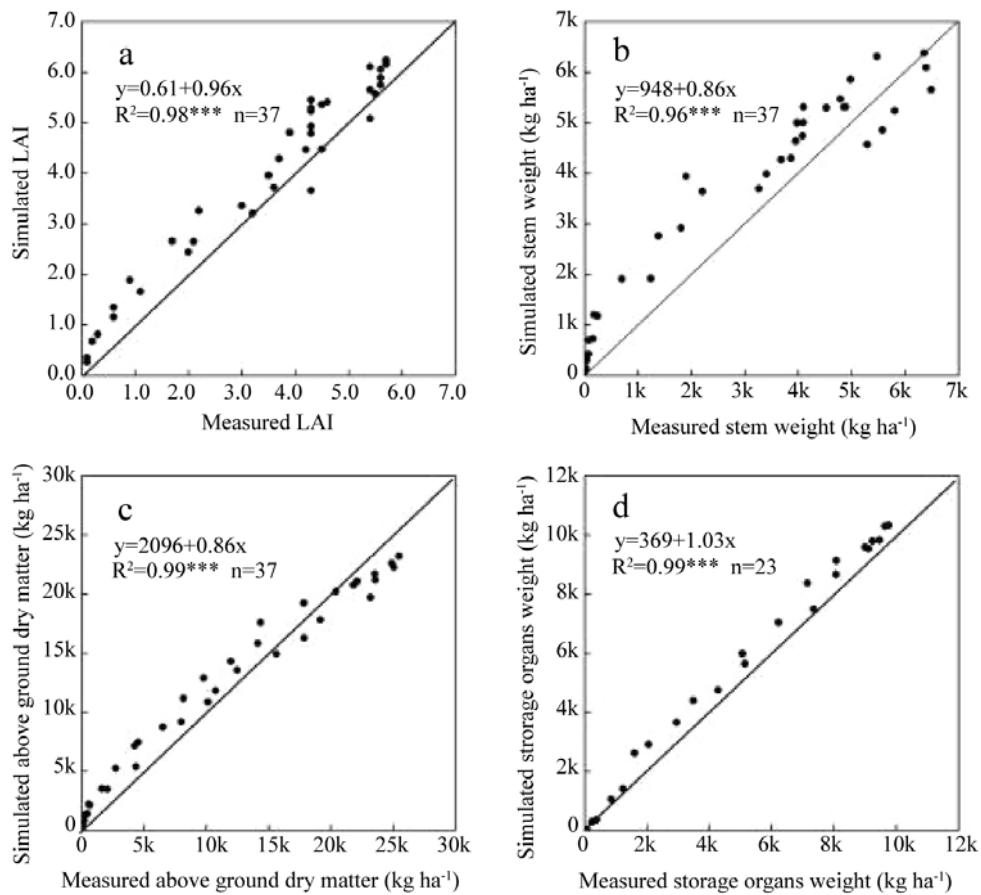 a
y=0.61+0.96x
R²=0.98*** n=37
7.0
6.0
5.0
4.0
3.0
2.0
1.0
0.0
Simulated LAI
0.0 1.0 2.0 3.0 4.0 5.0 6.0 7.0
Measured LAI
b
y=948+0.86x
R²=0.96*** n=37
7k
6k
5k
4k
3k
2k
1k
0
Simulated stem weight (kg ha⁻¹)
0 1k 2k 3k 4k 5k 6k 7k
Measured stem weight (kg ha⁻¹)
c
y=2096+0.86x
R²=0.99*** n=37
30k
25k
20k
15k
10k
5k
0
Simulated above ground dry matter (kg ha⁻¹)
0 5k 10k 15k 20k 25k 30k
Measured above ground dry matter (kg ha⁻¹)
d
y=369+1.03x
R²=0.99*** n=23
12k
10k
8k
6k
4k
2k
0
Simulated strorage organs weight (kg ha⁻¹)
0 2k 4k 6k 8k 10k 12k
Measured storage organs weight (kg ha⁻¹)